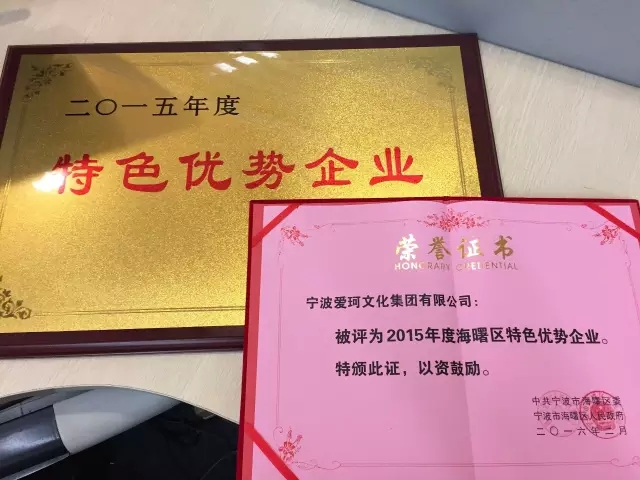 二〇一五年度
特色优势企业
荣誉证书
HONORARY CREDENTIAL
宁波爱珂文化集团有限公司：
被评为2015年度海曙区特色优势企业。
特颁此证，以资鼓励。
中共宁波市海曙区委
宁波市海曙区人民政府
二〇一六年二月